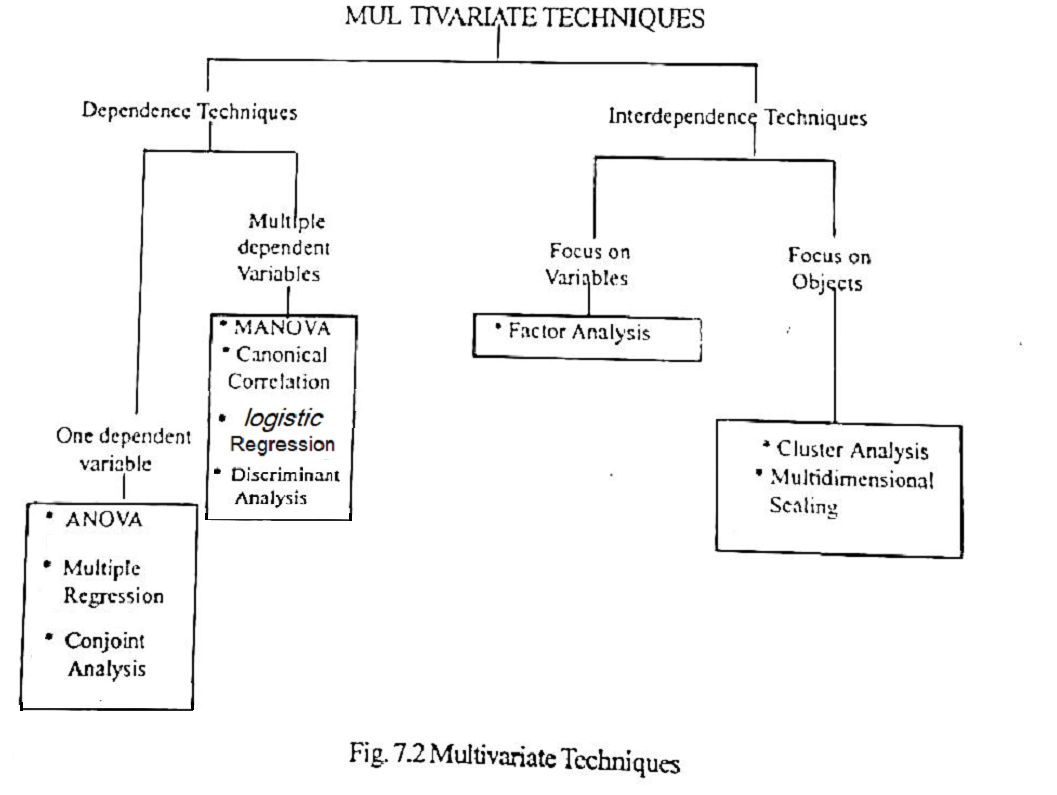 MUL TIVARIATE TECHNIQUES
Dependence Techniques
Interdependence Techniques
Multiple
dependent
Variables
Focus on
Variables
Focus on
Objects
• MANOVA
• Canonical
Correlation
• logistic
Regression
• Discriminant
Analysis
• Factor Analysis
One dependent
variable
• Cluster Analysis
• Multidimensional
Scaling
• ANOVA
• Multiple
Regression
• Conjoint
Analysis
Fig. 7.2 Multivariate Techniques